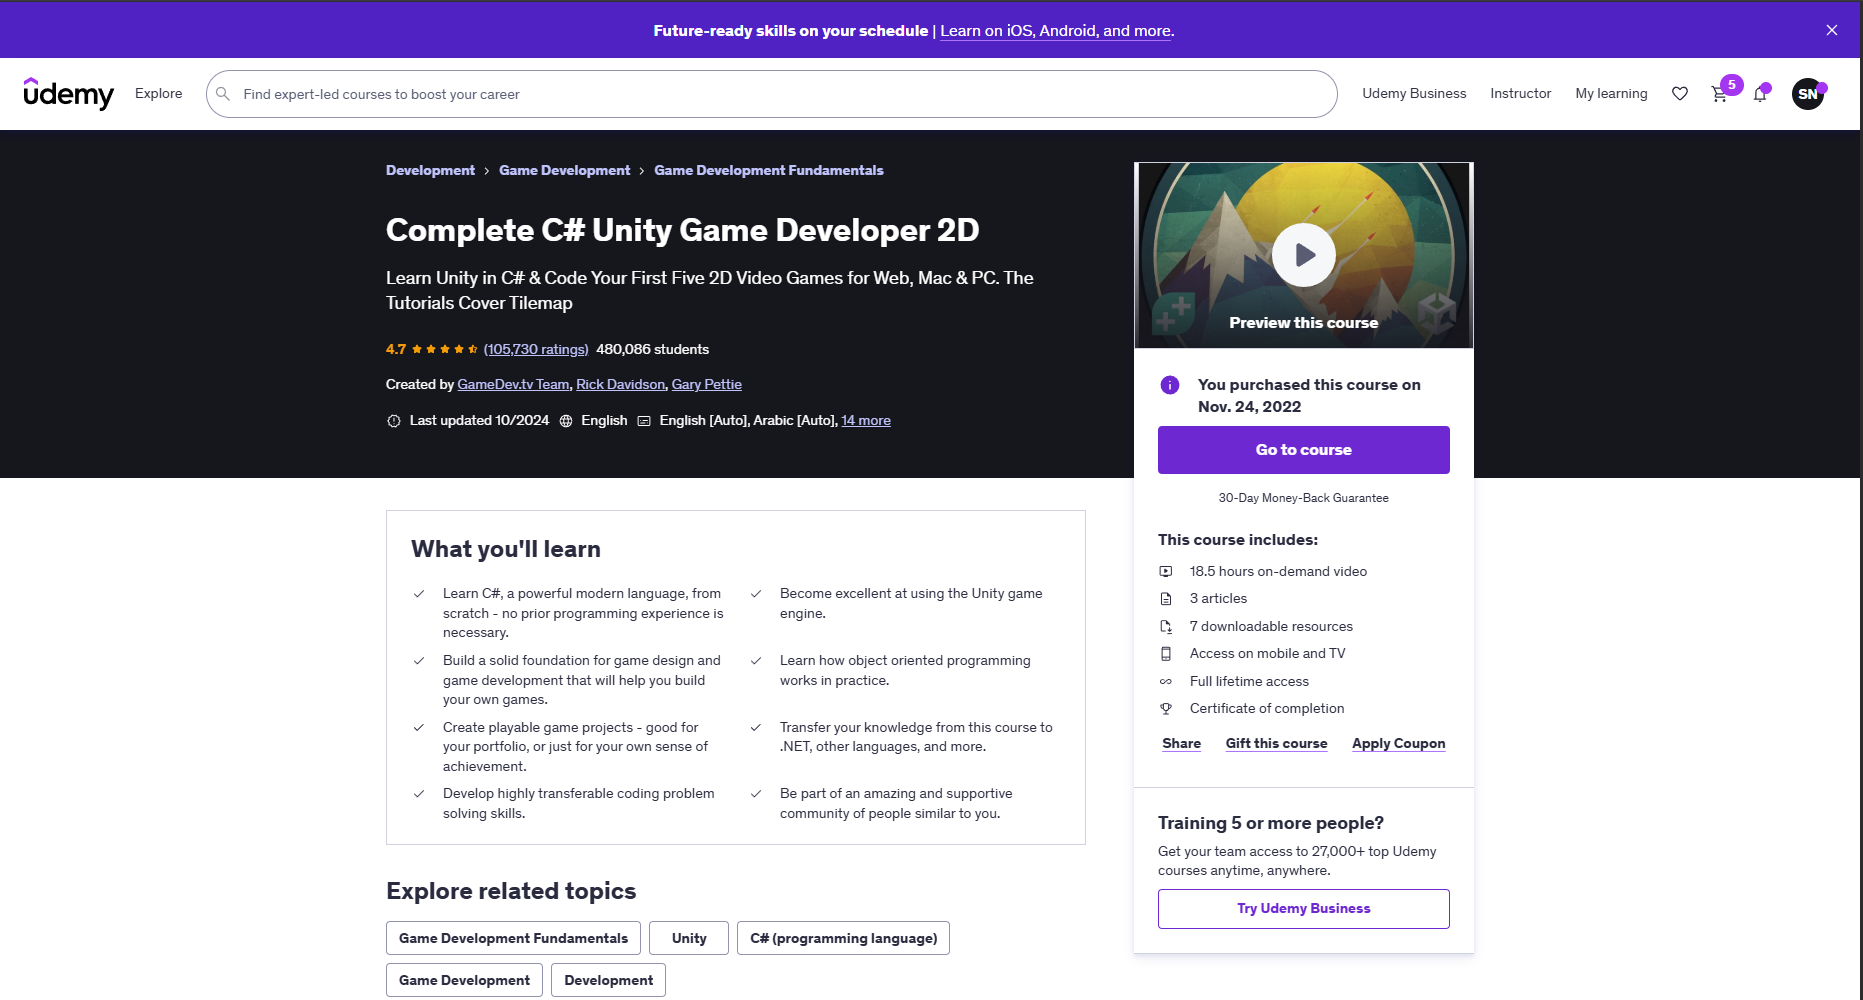 Future-ready skills on your schedule | Learn on iOS, Android, and more.
udemy
Explore
Find expert-led courses to boost your career
Udemy Business
Instructor
My learning
5
SN
Development > Game Development > Game Development Fundamentals
Complete C# Unity Game Developer 2D
Learn Unity in C# & Code Your First Five 2D Video Games for Web, Mac & PC. The
Tutorials Cover Tilemap
4.7 (105,730 ratings) 480,086 students
Created by GameDev.tv Team, Rick Davidson, Gary Pettie
Last updated 10/2024 English English [Auto], Arabic [Auto], 14 more
Preview this course
You purchased this course on
Nov. 24, 2022
Go to course
30-Day Money-Back Guarantee
This course includes:
18.5 hours on-demand video
3 articles
7 downloadable resources
Access on mobile and TV
Full lifetime access
Certificate of completion
Share
Gift this course
Apply Coupon
Training 5 or more people?
Get your team access to 27,000+ top Udemy
courses anytime, anywhere.
Try Udemy Business
What you'll learn
Learn C#, a powerful modern language, from
scratch - no prior programming experience is
necessary.
Become excellent at using the Unity game
engine.
Build a solid foundation for game design and
game development that will help you build
your own games.
Learn how object oriented programming
works in practice.
Create playable game projects - good for
your portfolio, or just for your own sense of
achievement.
Transfer your knowledge from this course to
.NET, other languages, and more.
Develop highly transferable coding problem
solving skills.
Be part of an amazing and supportive
community of people similar to you.
Explore related topics
Game Development Fundamentals
Unity
C# (programming language)
Game Development
Development